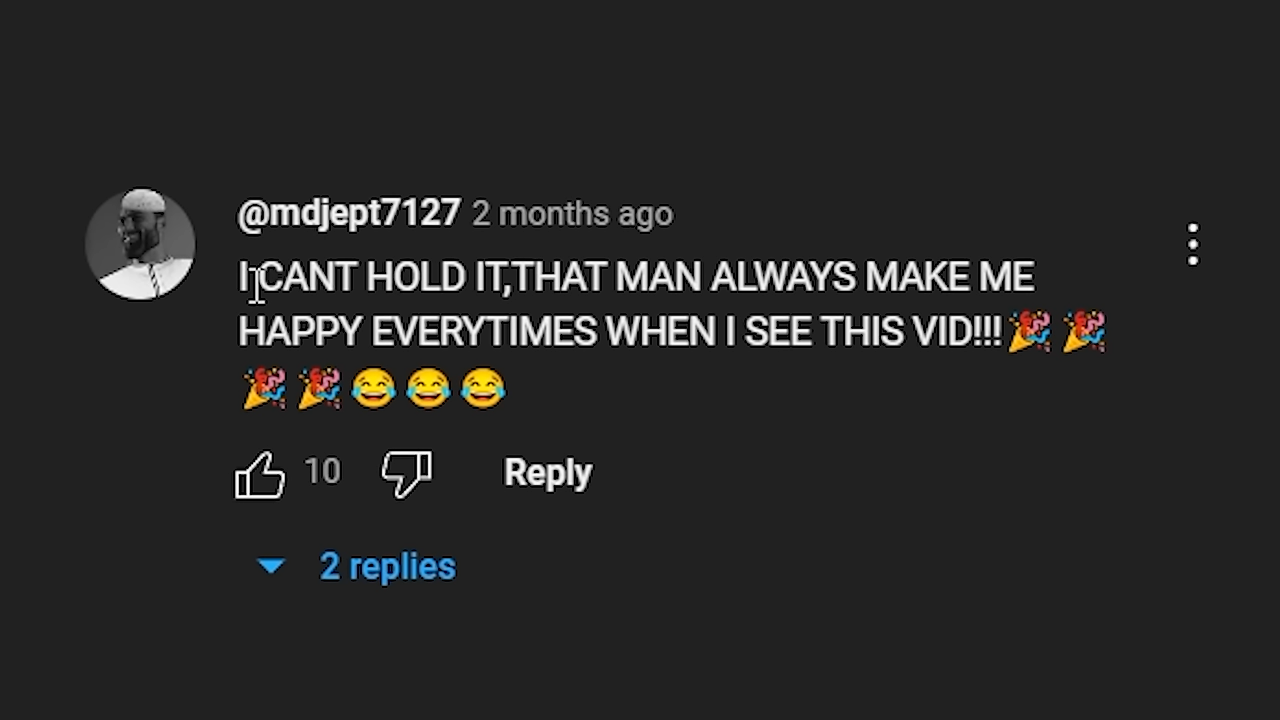 @mdjept7127 2 months ago
I CANT HOLD IT,THAT MAN ALWAYS MAKE ME
HAPPY EVERYTIMES WHEN I SEE THIS VID!!!🎉🎉
🎉🎉😂😂😂
10 Reply
2 replies